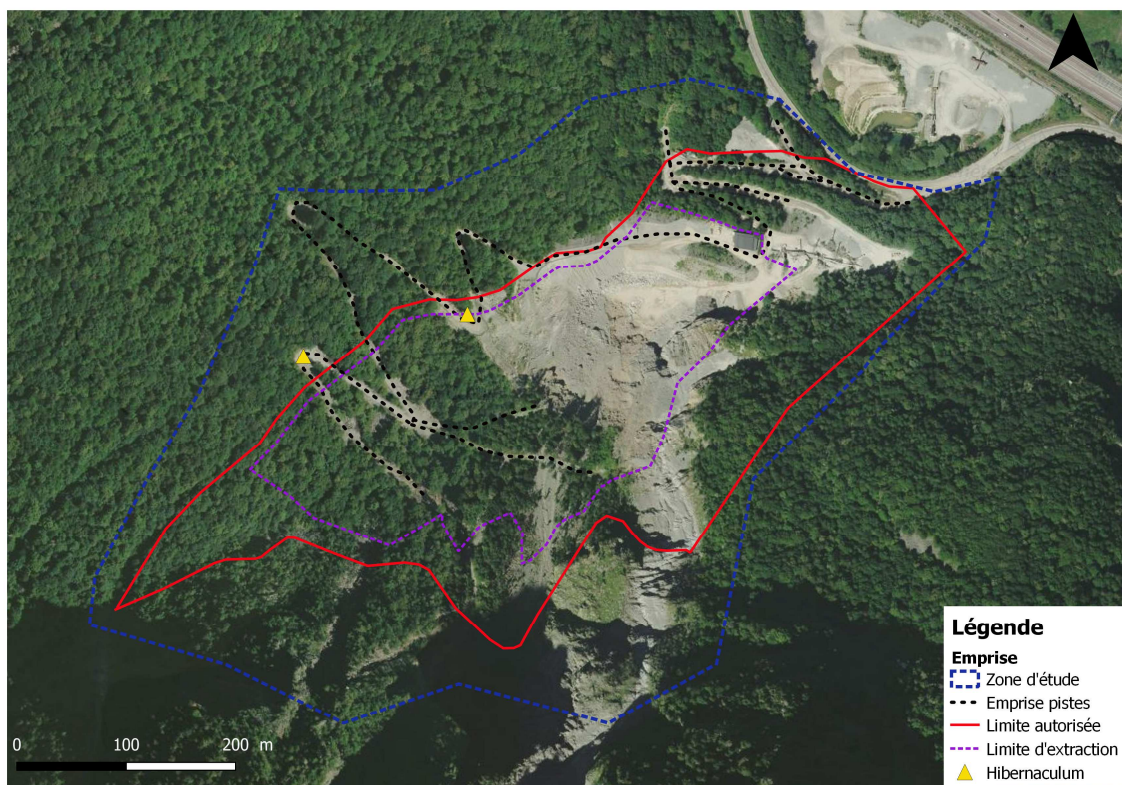 0 100 200 m
Légende
Emprise
Zone d'étude
Emprise pistes
Limite autorisée
Limite d'extraction
Hibernaculum